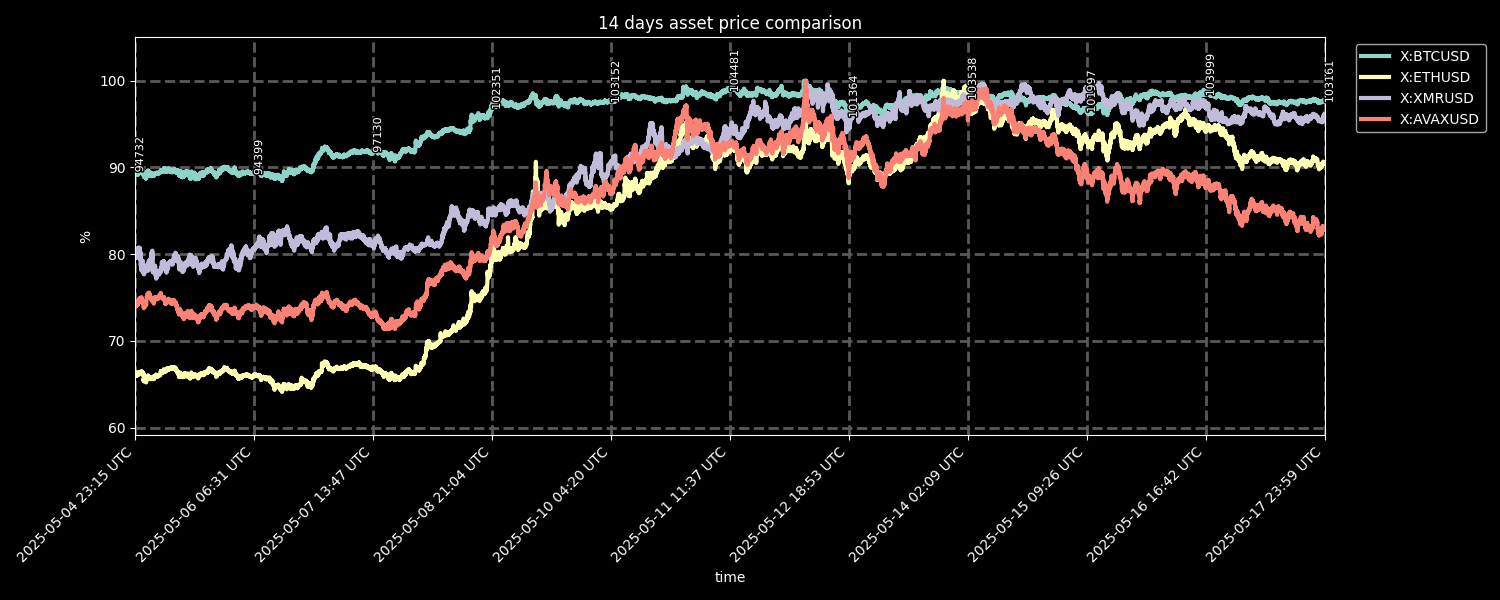 14 days asset price comparison
X:BTCUSD
X:ETHUSD
X:XMRUSD
X:AVAXUSD
%
100
90
80
70
60
94732
94399
97130
102351
103152
104481
101364
103538
101997
103999
103161
2025-05-04 23:15 UTC
2025-05-06 06:31 UTC
2025-05-07 13:47 UTC
2025-05-08 21:04 UTC
2025-05-10 04:20 UTC
2025-05-11 11:37 UTC
2025-05-12 18:53 UTC
2025-05-14 02:09 UTC
2025-05-15 09:26 UTC
2025-05-16 16:42 UTC
2025-05-17 23:59 UTC
time